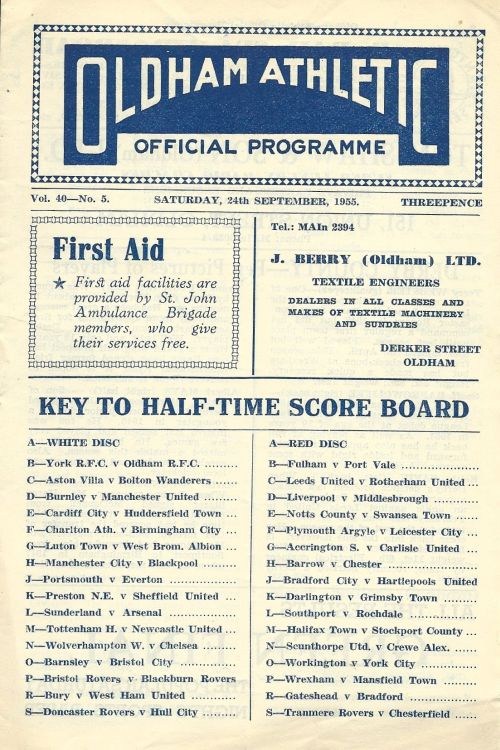 OLDHAM ATHLETIC
OFFICIAL PROGRAMME
Vol. 40—No. 5. SATURDAY, 24th SEPTEMBER, 1955. THREEPENCE
First Aid
★ First aid facilities are
provided by St. John
Ambulance Brigade
members, who give
their services free.
Tel.: MAIn 2394
J. BERRY (Oldham) LTD.
TEXTILE ENGINEERS
DEALERS IN ALL CLASSES AND
MAKES OF TEXTILE MACHINERY
AND SUNDRIES
DERKER STREET
OLDHAM
KEY TO HALF-TIME SCORE BOARD
A—WHITE DISC
B—York R.F.C. v Oldham R.F.C. .........
C—Aston Villa v Bolton Wanderers ......
D—Burnley v Manchester United ........
E—Cardiff City v Huddersfield Town ...
F—Charlton Ath. v Birmingham City ...
G—Luton Town v West Brom. Albion ...
H—Manchester City v Blackpool .........
J—Portsmouth v Everton ..................
K—Preston N.E. v Sheffield United ......
L—Sunderland v Arsenal ..................
M—Tottenham H. v Newcastle United ...
N—Wolverhampton W. v Chelsea .........
O—Barnsley v Bristol City ...............
P—Bristol Rovers v Blackburn Rovers
R—Bury v West Ham United ............
S—Doncaster Rovers v Hull City .........
A—RED DISC
B—Fulham v Port Vale .....................
C—Leeds United v Rotherham United ...
D—Liverpool v Middlesbrough ............
E—Notts County v Swansea Town ......
F—Plymouth Argyle v Leicester City ...
G—Accrington S. v Carlisle United ......
H—Barrow v Chester ........................
J—Bradford City v Hartlepools United
K—Darlington v Grimsby Town .........
L—Southport v Rochdale ..................
M—Halifax Town v Stockport County ...
N—Scunthorpe Utd. v Crewe Alex. ......
O—Workington v York City ...............
P—Wrexham v Mansfield Town .........
R—Gateshead v Bradford ..................
S—Tranmere Rovers v Chesterfield ......